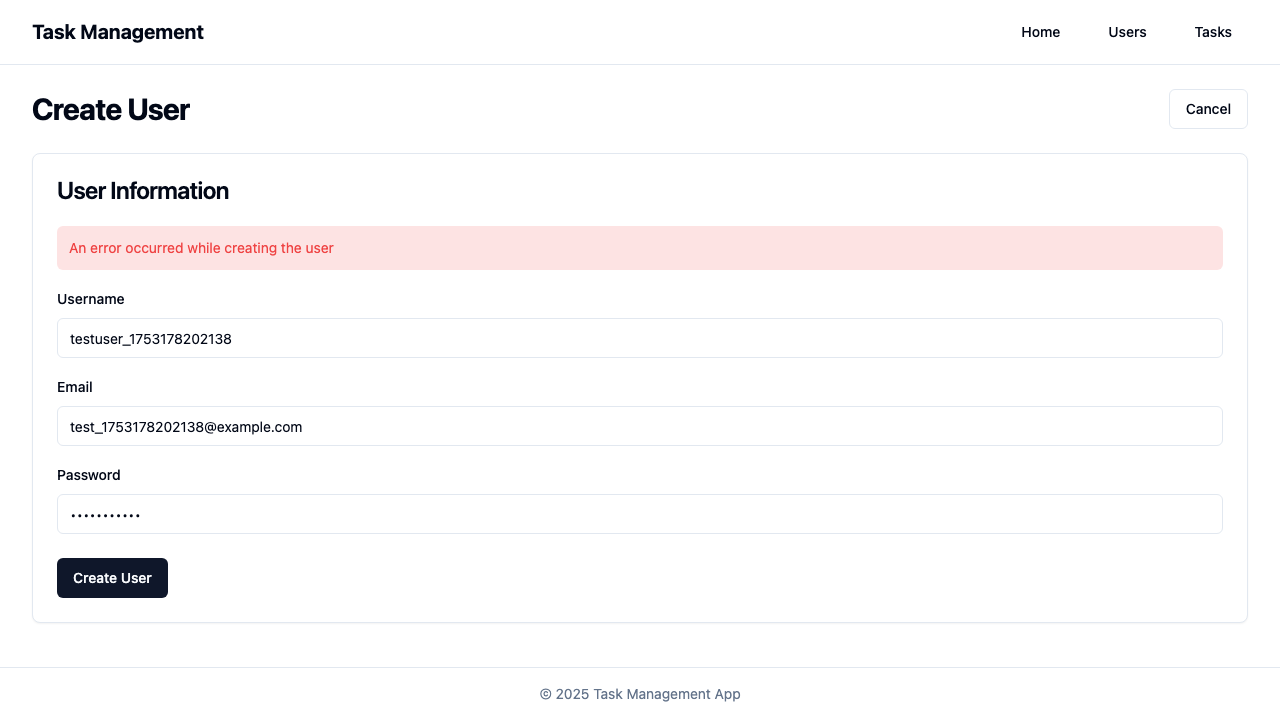 Task Management
Home
Users
Tasks
Create User
Cancel
User Information
An error occurred while creating the user
Username
testuser_1753178202138
Email
test_1753178202138@example.com
Password
•••••••••••
Create User
© 2025 Task Management App